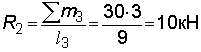 R₂ = ∑m₃ / l₃ = 30·3 / 9 = 10кН